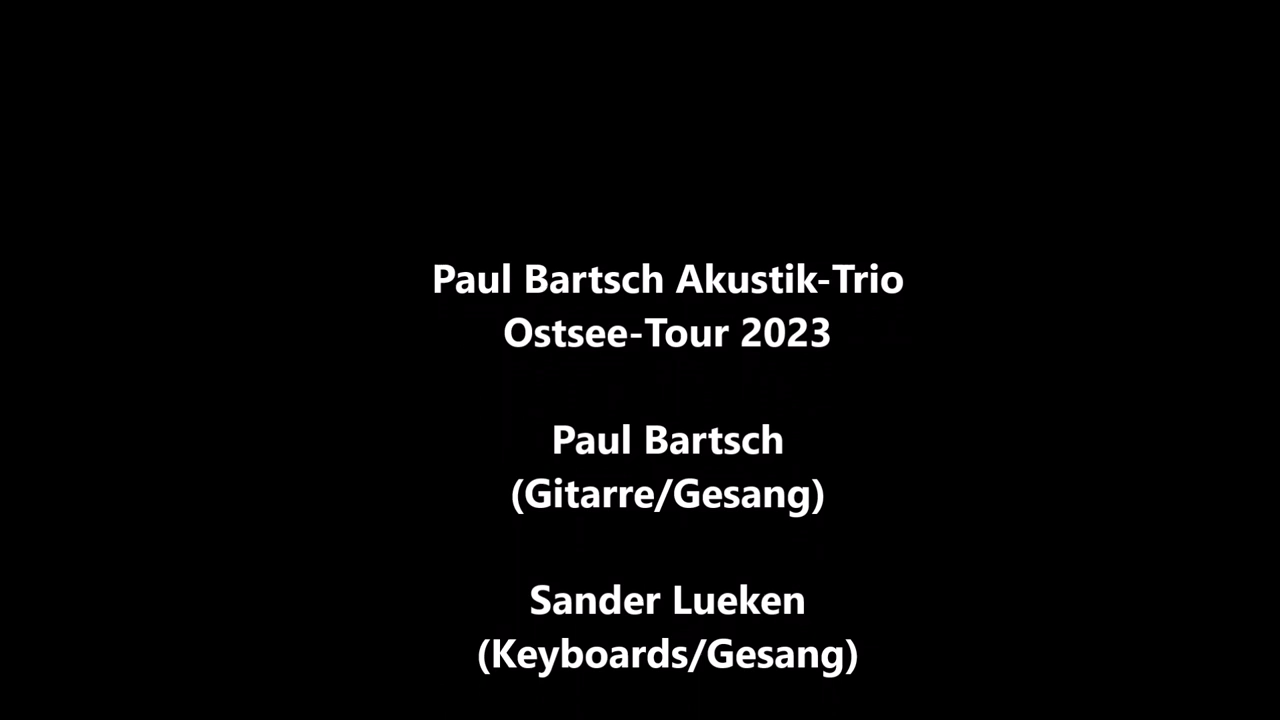 Paul Bartsch Akustik-Trio
Ostsee-Tour 2023
Paul Bartsch
(Gitarre/Gesang)
Sander Lueken
(Keyboards/Gesang)